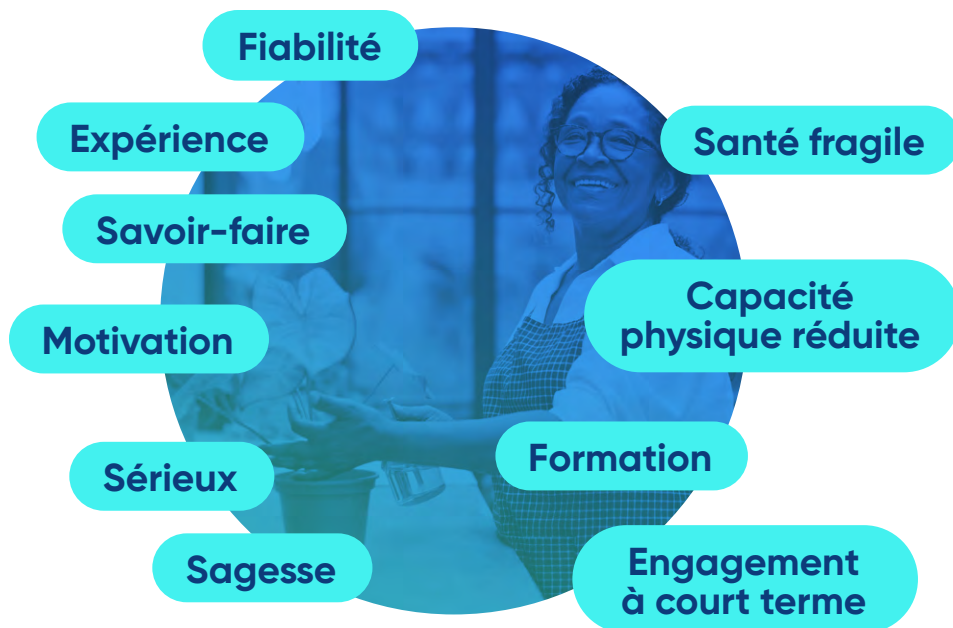 Fiabilité
Expérience
Savoir-faire
Motivation
Sérieux
Sagesse
Santé fragile
Capacité
physique réduite
Formation
Engagement
à court terme